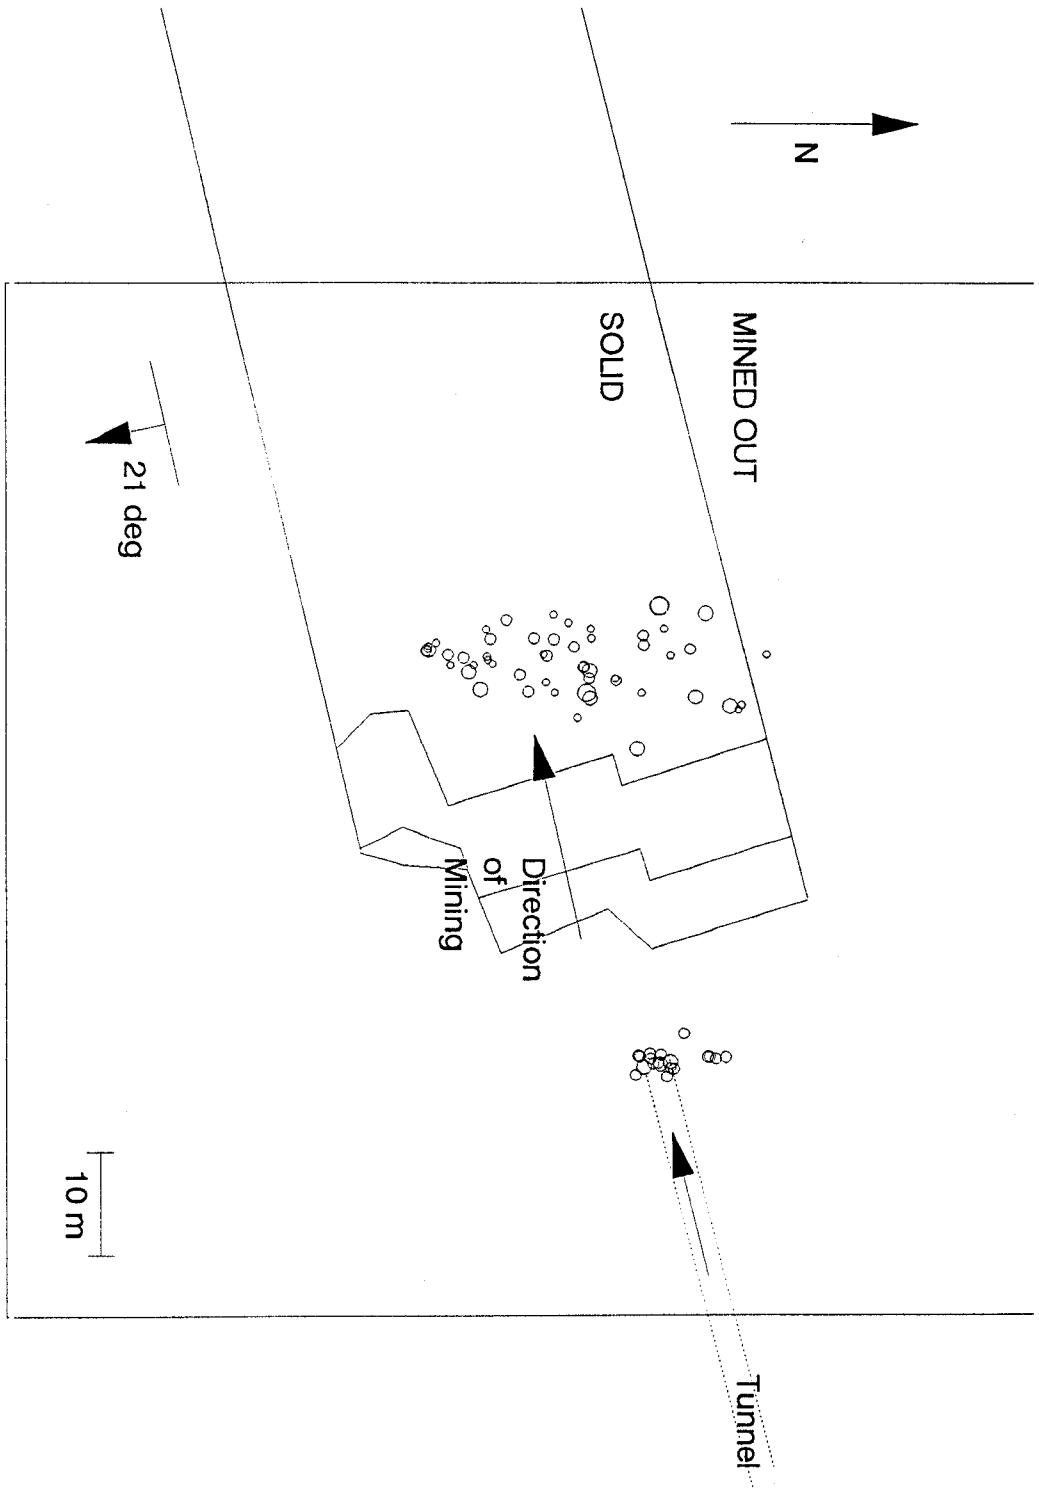 N
MINED OUT
SOLID
21 deg
Direction
of
Mining
10 m
Tunnel